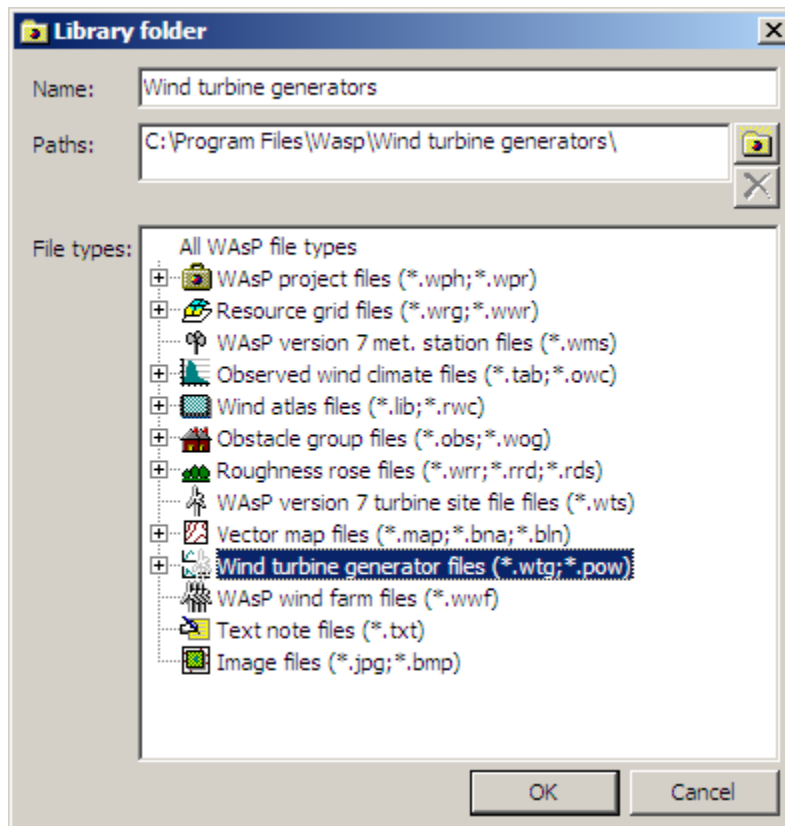 Library folder
Name: Wind turbine generators
Paths: C:\Program Files\Wasp\Wind turbine generators\
File types: All WAsP file types
WAsP project files (*.wph;*.wpr)
Resource grid files (*.wrg;*.wwr)
WAsP version 7 met. station files (*.wms)
Observed wind climate files (*.tab;*.owc)
Wind atlas files (*.lib;*.rwc)
Obstacle group files (*.obs;*.wog)
Roughness rose files (*.wrr;*.rrd;*.rds)
WAsP version 7 turbine site file files (*.wts)
Vector map files (*.map;*.bna;*.bln)
Wind turbine generator files (*.wtg;*.pow)
WAsP wind farm files (*.wwf)
Text note files (*.txt)
Image files (*.jpg;*.bmp)
OK Cancel